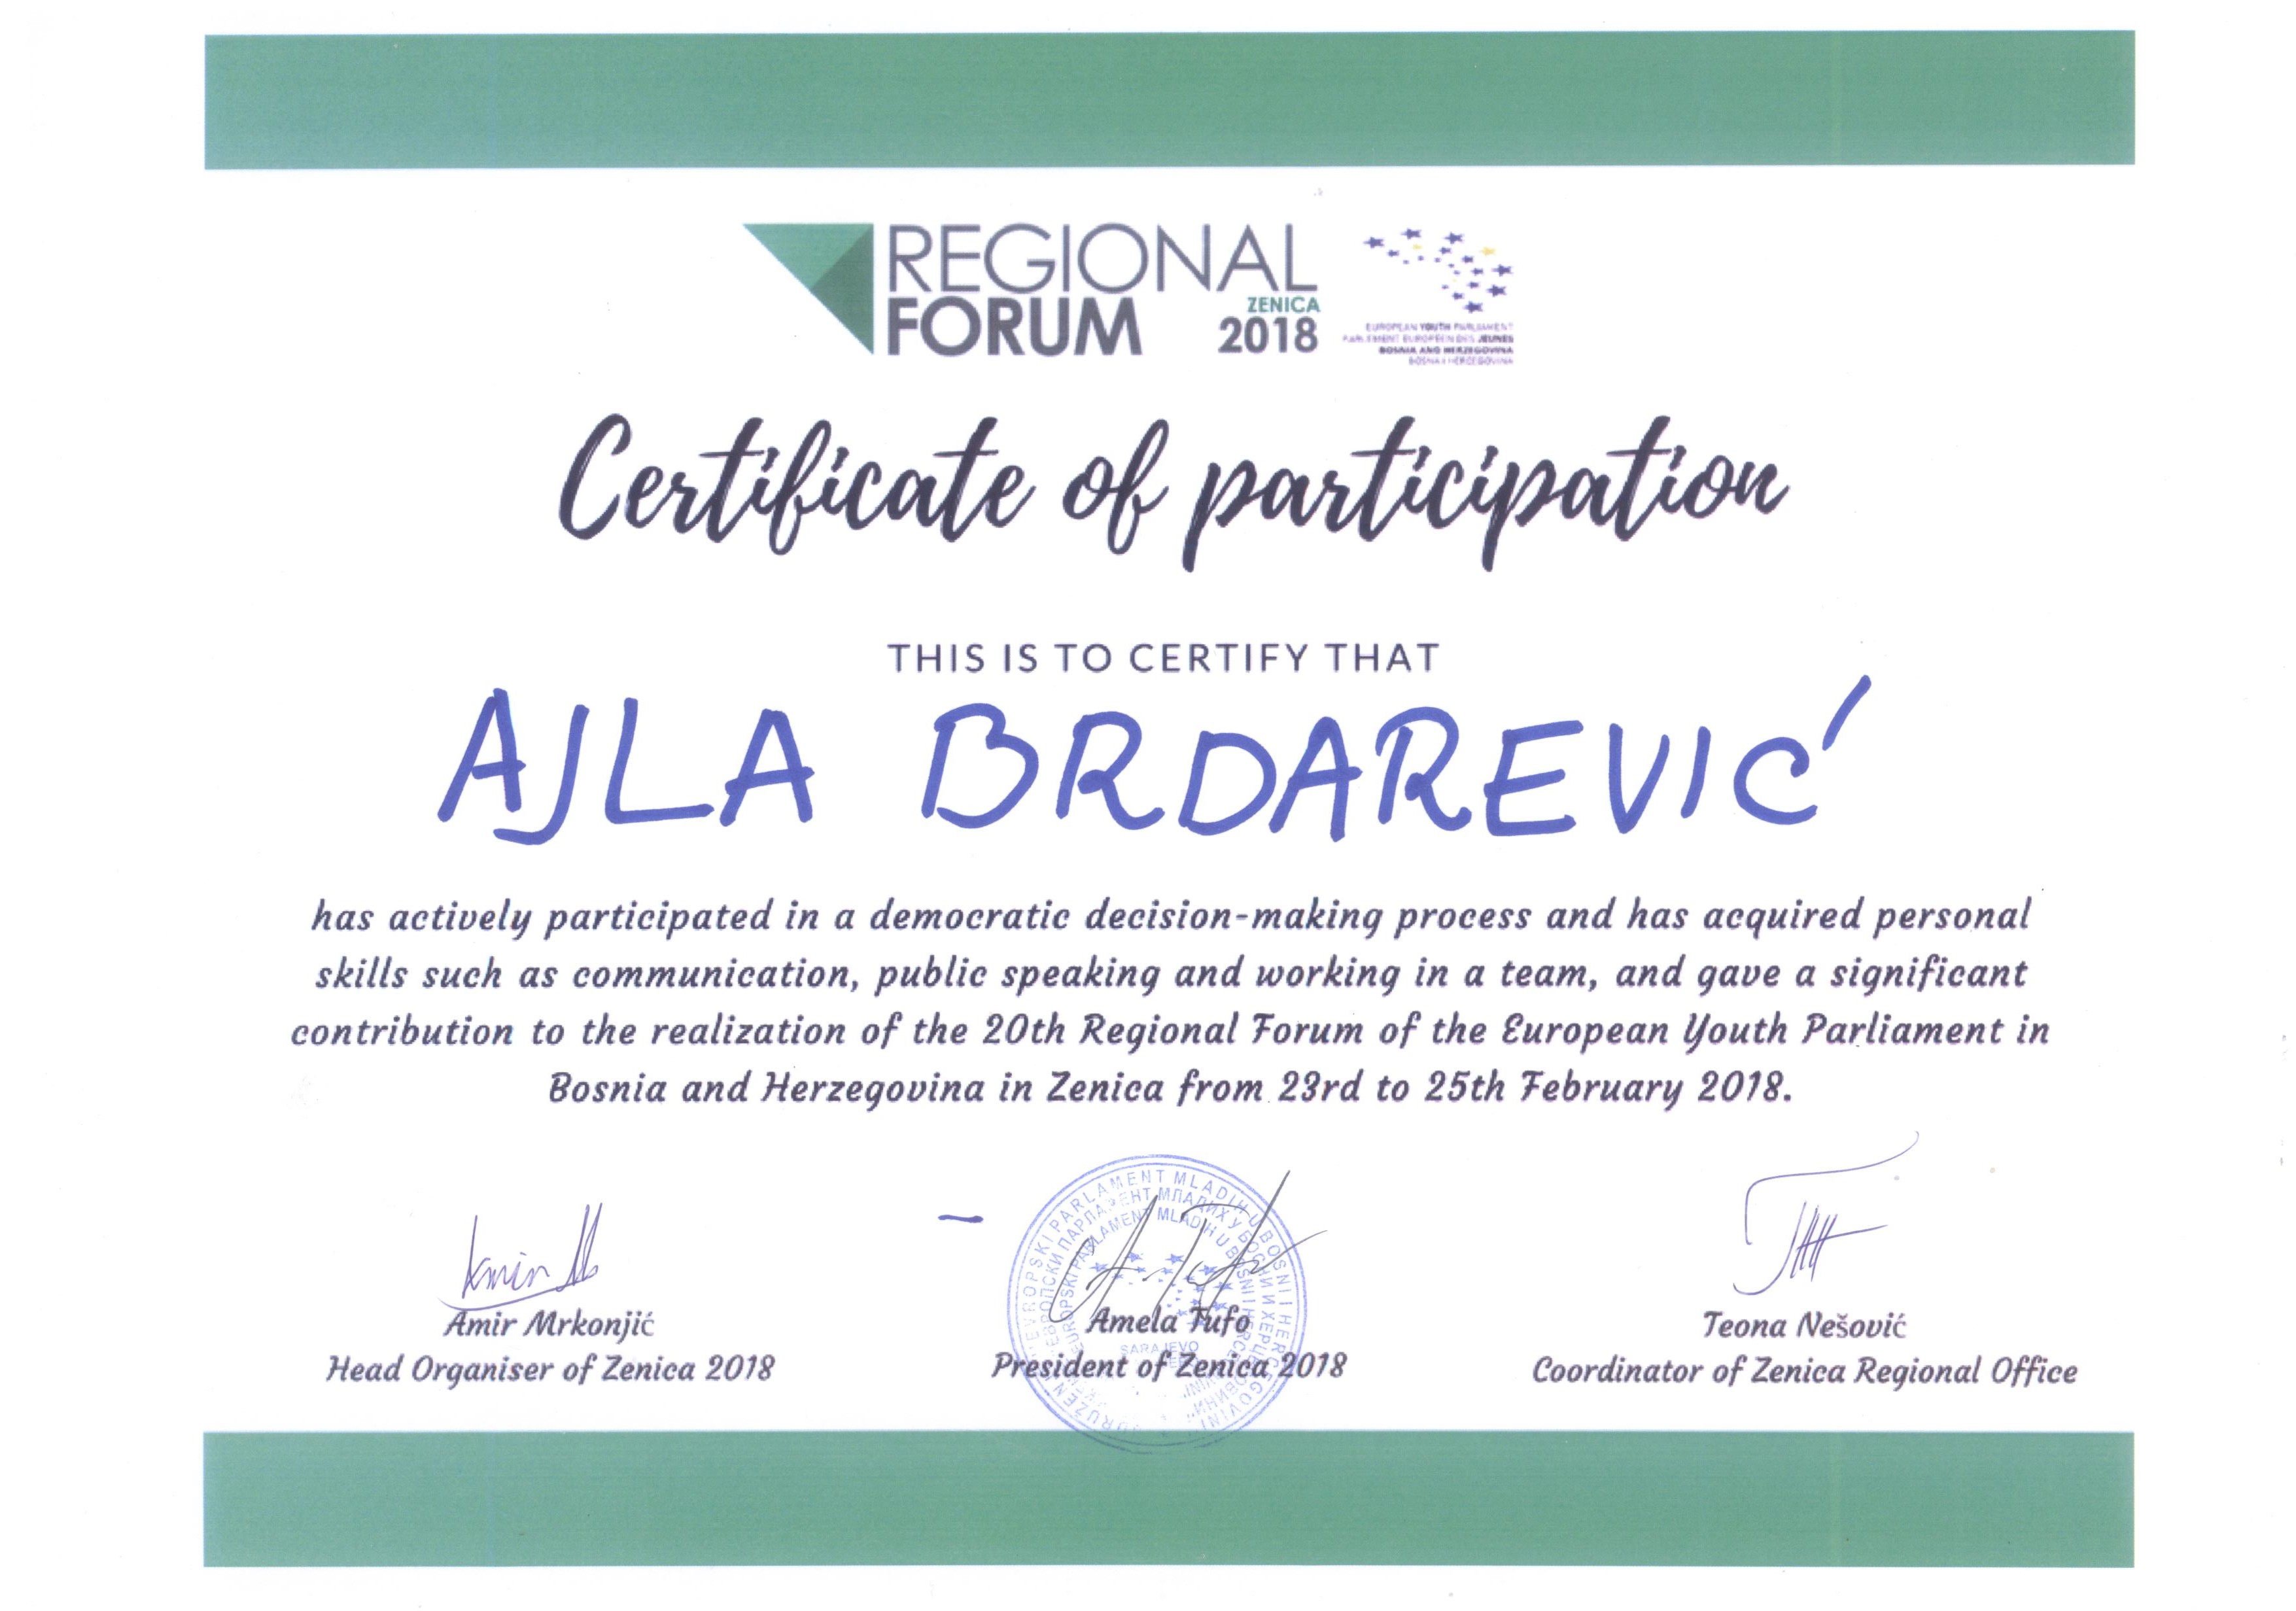 REGIONAL
FORUM
ZENICA
2018
EUROPEAN YOUTH PARLIAMENT
PARLEMENT EUROPÉEN DES JEUNES
BOSNIA AND HERZEGOVINA
BOSNA I HERCEGOVINA
Certificate of participation
THIS IS TO CERTIFY THAT
AJLA BRDAREVIĆ
has actively participated in a democratic decision-making process and has acquired personal
skills such as communication, public speaking and working in a team, and gave a significant
contribution to the realization of the 20th Regional Forum of the European Youth Parliament in
Bosnia and Herzegovina in Zenica from 23rd to 25th February 2018.
EVROPSKI PARLAMENT MLADIH U BOSNI I HERCEGOVINI
МЛАДИХ У БОСНИ И
PARLAMENT MLADIH U
SARAJEVO
Amir Mrkonjić
Head Organiser of Zenica 2018
Amela Tufo
President of Zenica 2018
Teona Nešović
Coordinator of Zenica Regional Office